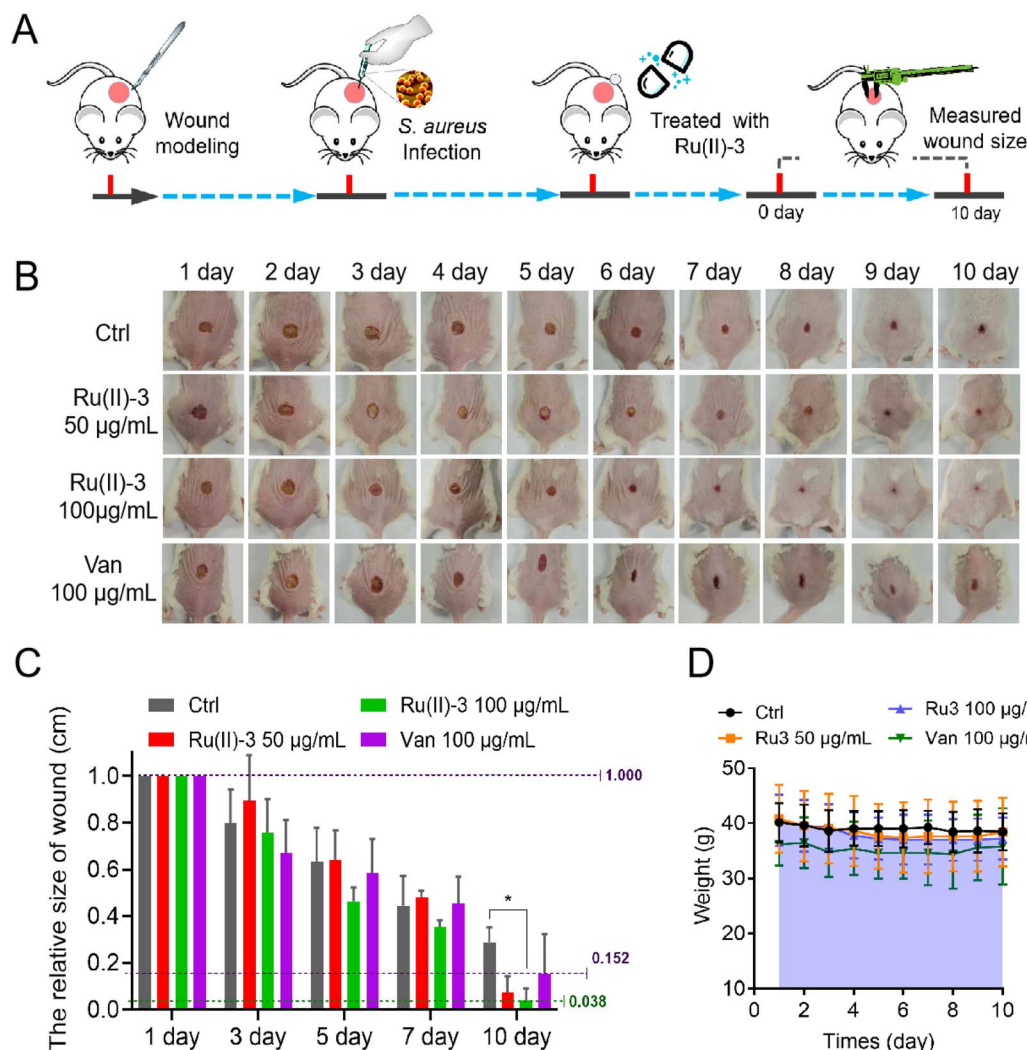 A
Wound
modeling
S. aureus
Infection
Treated with
Ru(II)-3
Measured
wound size
0 day
10 day
B
1 day 2 day 3 day 4 day 5 day 6 day 7 day 8 day 9 day 10 day
Ctrl
Ru(II)-3
50 µg/mL
Ru(II)-3
100µg/mL
Van
100 µg/mL
C
Ctrl
Ru(II)-3 100 µg/mL
Ru(II)-3 50 µg/mL
Van 100 µg/mL
The relative size of wound (cm)
1.0
0.8
0.6
0.4
0.2
0.0
1.000
*
0.152
0.038
1 day 3 day 5 day 7 day 10 day
D
Ctrl
Ru3 100 µg/
Ru3 50 µg/mL
Van 100 µg/
Weight (g)
50
40
30
20
10
0 2 4 6 8 10
Times (day)